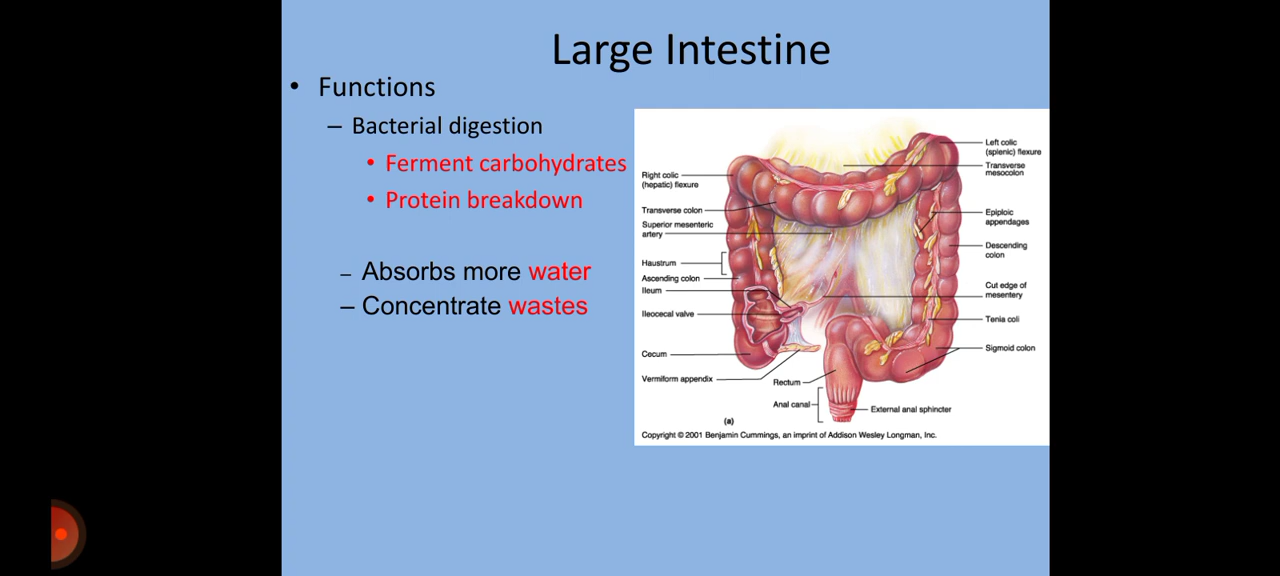 Large Intestine
• Functions
– Bacterial digestion
• Ferment carbohydrates
• Protein breakdown
– Absorbs more water
– Concentrate wastes
Right colic
(hepatic) flexure
Transverse colon
Superior mesenteric
artery
Haustrum
Ascending colon
Ileum
Ileocecal valve
Cecum
Vermiform appendix
Rectum
Anal canal
(a)
Left colic
(splenic) flexure
Transverse
mesocolon
Epiploic
appendages
Descending
colon
Cut edge of
mesentery
Tenia coli
Sigmoid colon
External anal sphincter
Copyright © 2001 Benjamin Cummings, an imprint of Addison Wesley Longman, Inc.